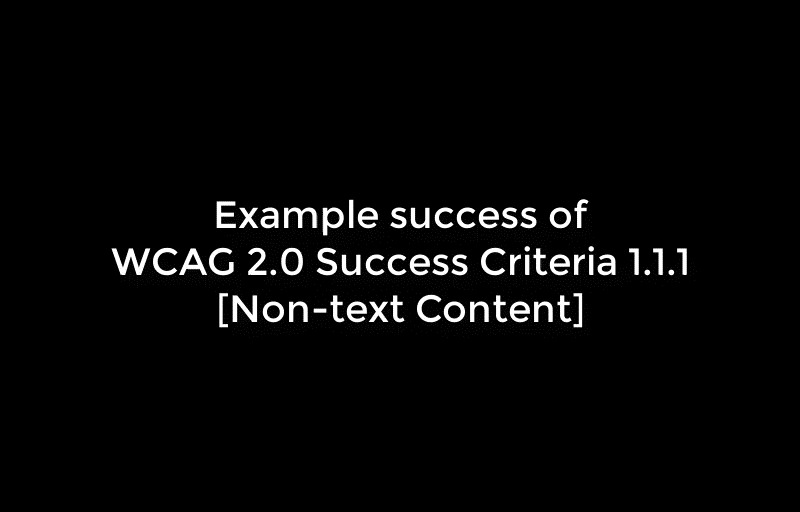 Example success of
WCAG 2.0 Success Criteria 1.1.1
[Non-text Content]